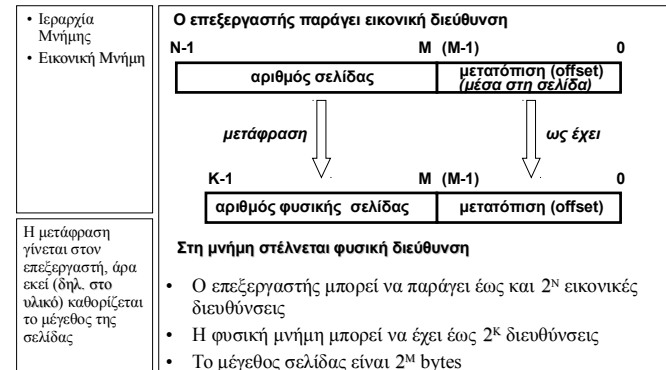 • Ιεραρχία
Μνήμης
• Εικονική Μνήμη
Η μετάφραση
γίνεται στον
επεξεργαστή, άρα
εκεί (δηλ. στο
υλικό) καθορίζεται
το μέγεθος της
σελίδας
Ο επεξεργαστής παράγει εικονική διεύθυνση
N-1 M (M-1) 0
αριθμός σελίδας μετατόπιση (offset)
(μέσα στη σελίδα)
μετάφραση ως έχει
K-1 M (M-1) 0
αριθμός φυσικής σελίδας μετατόπιση (offset)
Στη μνήμη στέλνεται φυσική διεύθυνση
• Ο επεξεργαστής μπορεί να παράγει έως και 2ᴺ εικονικές
διευθύνσεις
• Η φυσική μνήμη μπορεί να έχει έως 2ᴷ διευθύνσεις
• Το μέγεθος σελίδας είναι 2ᴹ bytes